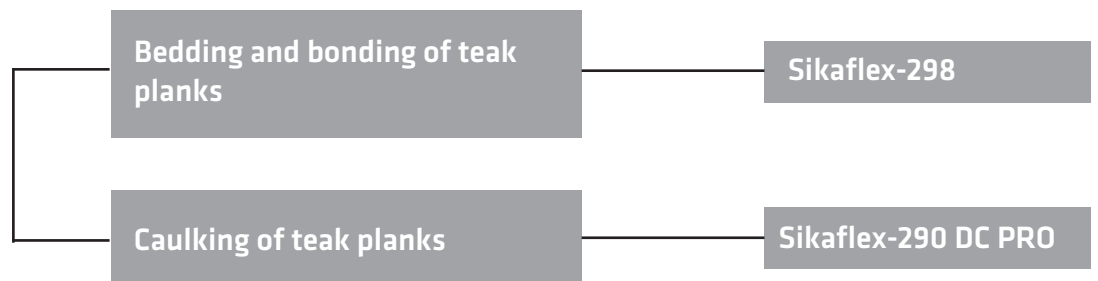 Bedding and bonding of teak
planks
Sikaflex-298
Caulking of teak planks
Sikaflex-290 DC PRO